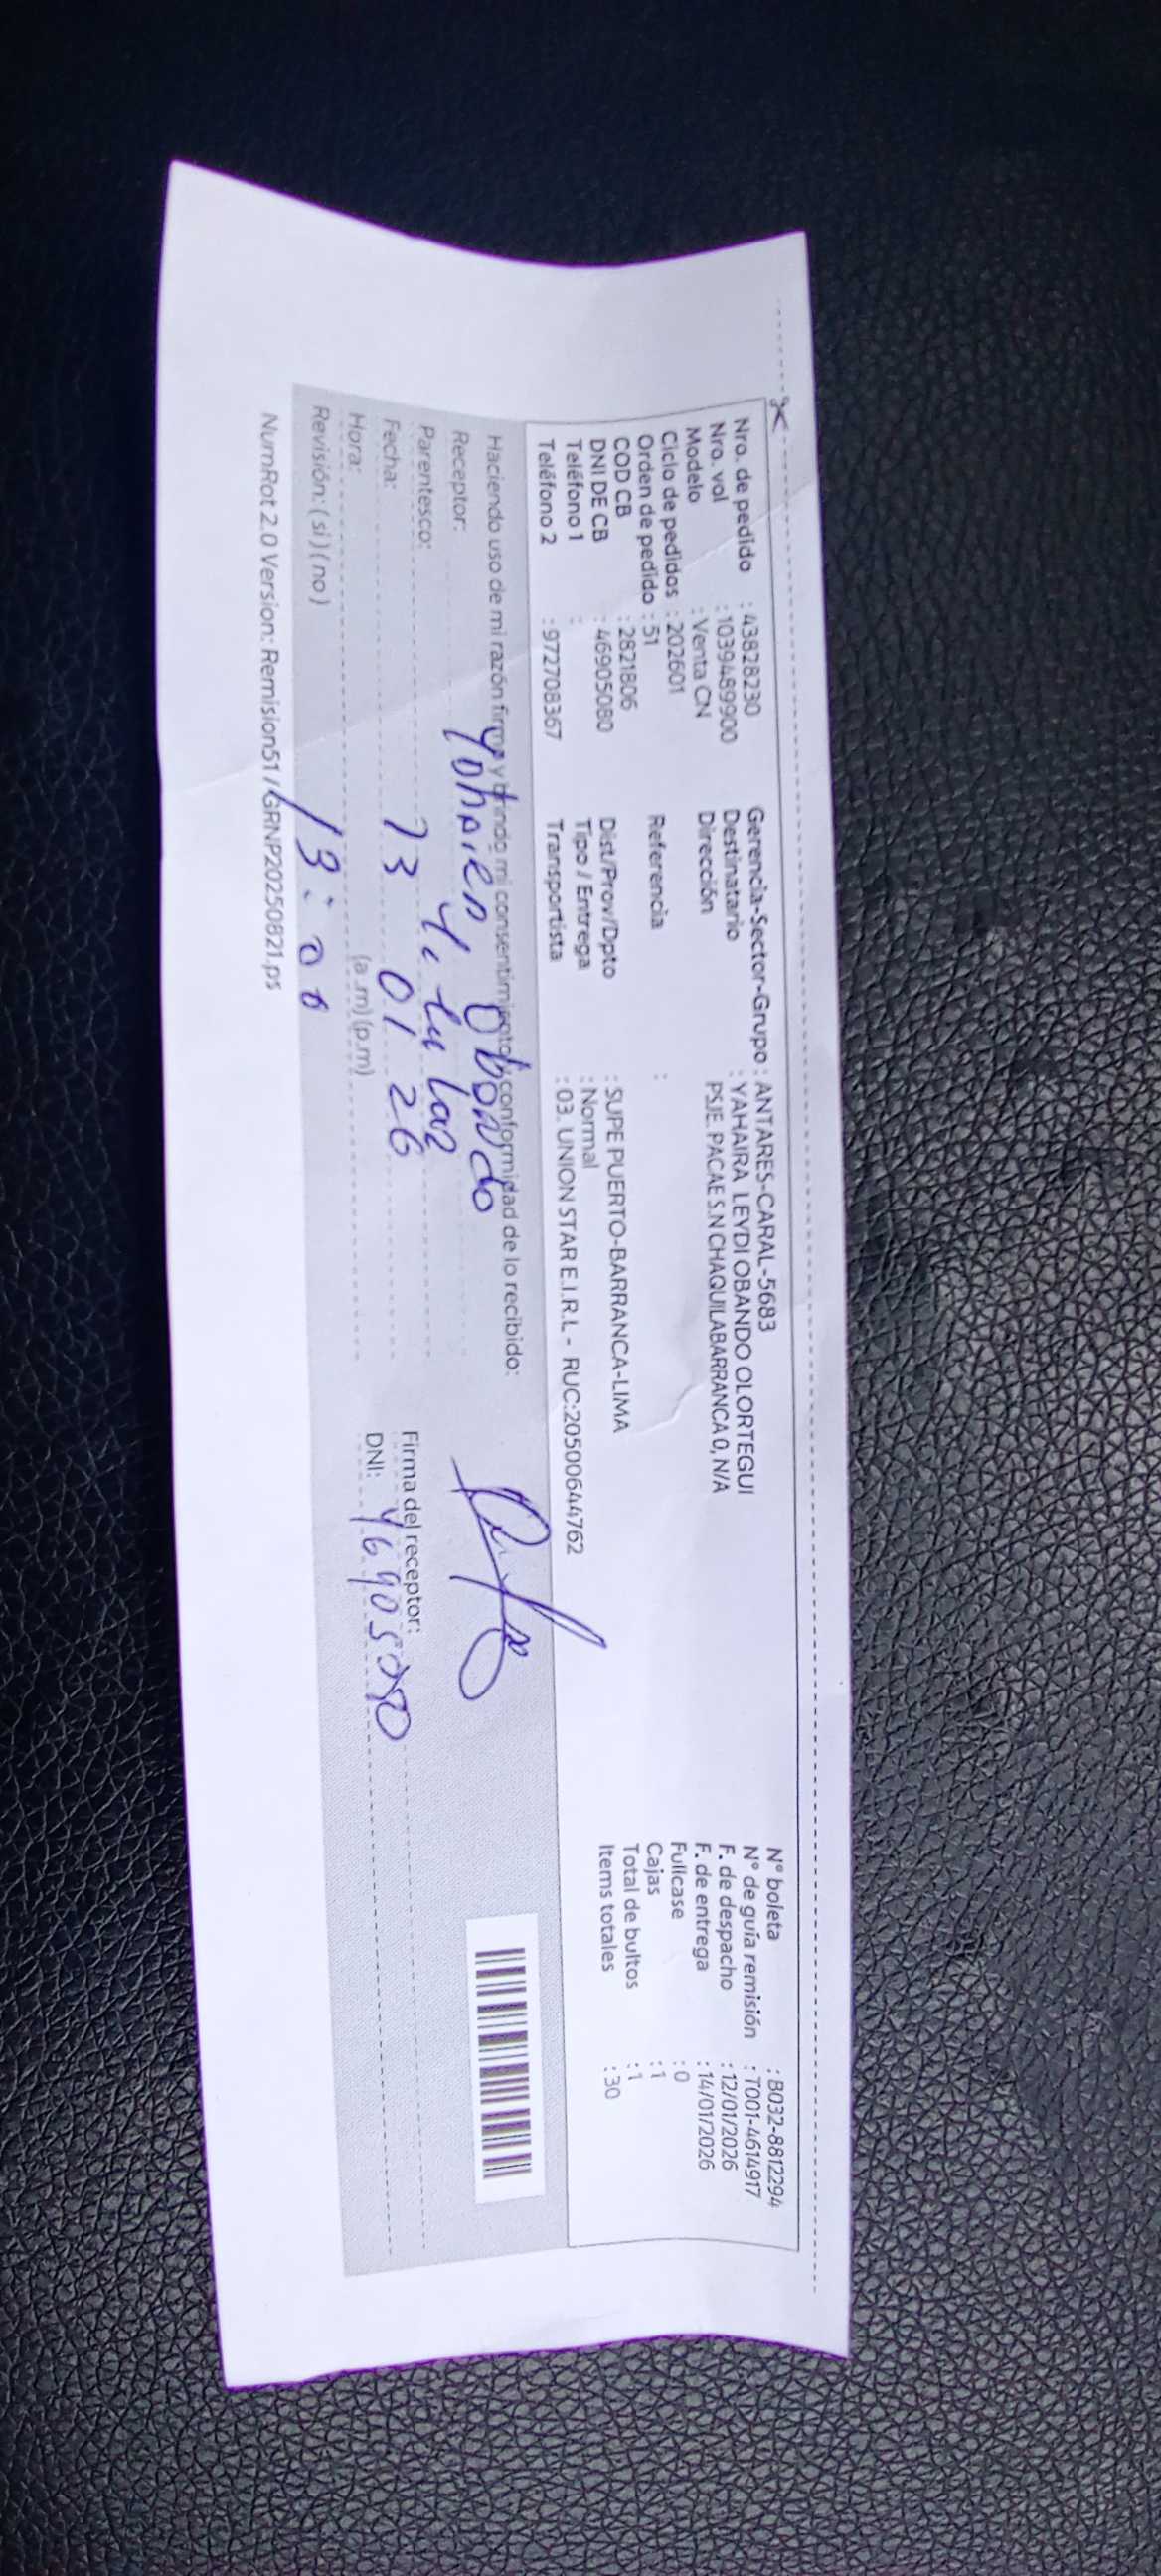 Nro. de pedido : 43828230
Nro. vol : 1039489900
Modelo : Venta CN
Ciclo de pedidos : 202601
Orden de pedido : 51
COD CB : 2821806
DNI DE CB : 46905080
Teléfono 1 :
Teléfono 2 : 972708367
Gerencia-Sector-Grupo : ANTARES-CARAL-5683
Destinatario : YAHAIRA LEYDI OBANDO OLORTEGUI
Dirección PSJE. PACAE S.N CHAQUILABARRANCA 0, N/A
Referencia :
Dist/Prov/Dpto : SUPE PUERTO-BARRANCA-LIMA
Tipo / Entrega : Normal
Transportista : 03. UNION STAR E.I.R.L - RUC:20500644762
N° boleta : B032-8812294
N° de guía remisión : T001-4614917
F. de despacho : 12/01/2026
F. de entrega : 14/01/2026
Fullcase : 0
Cajas : 1
Total de bultos : 1
Items totales : 30
Haciendo uso de mi razón firmo y brindo mi consentimiento y conformidad de lo recibido:
Receptor: Obando
Parentesco: Titular
Fecha: 13 01 26
Hora: (a.m) (p.m)
Revisión: ( si ) ( no ) 13:00
Firma del receptor:
DNI: 46905080
NumRot 2.0 Version: Remision51 / GRNP20250821.ps